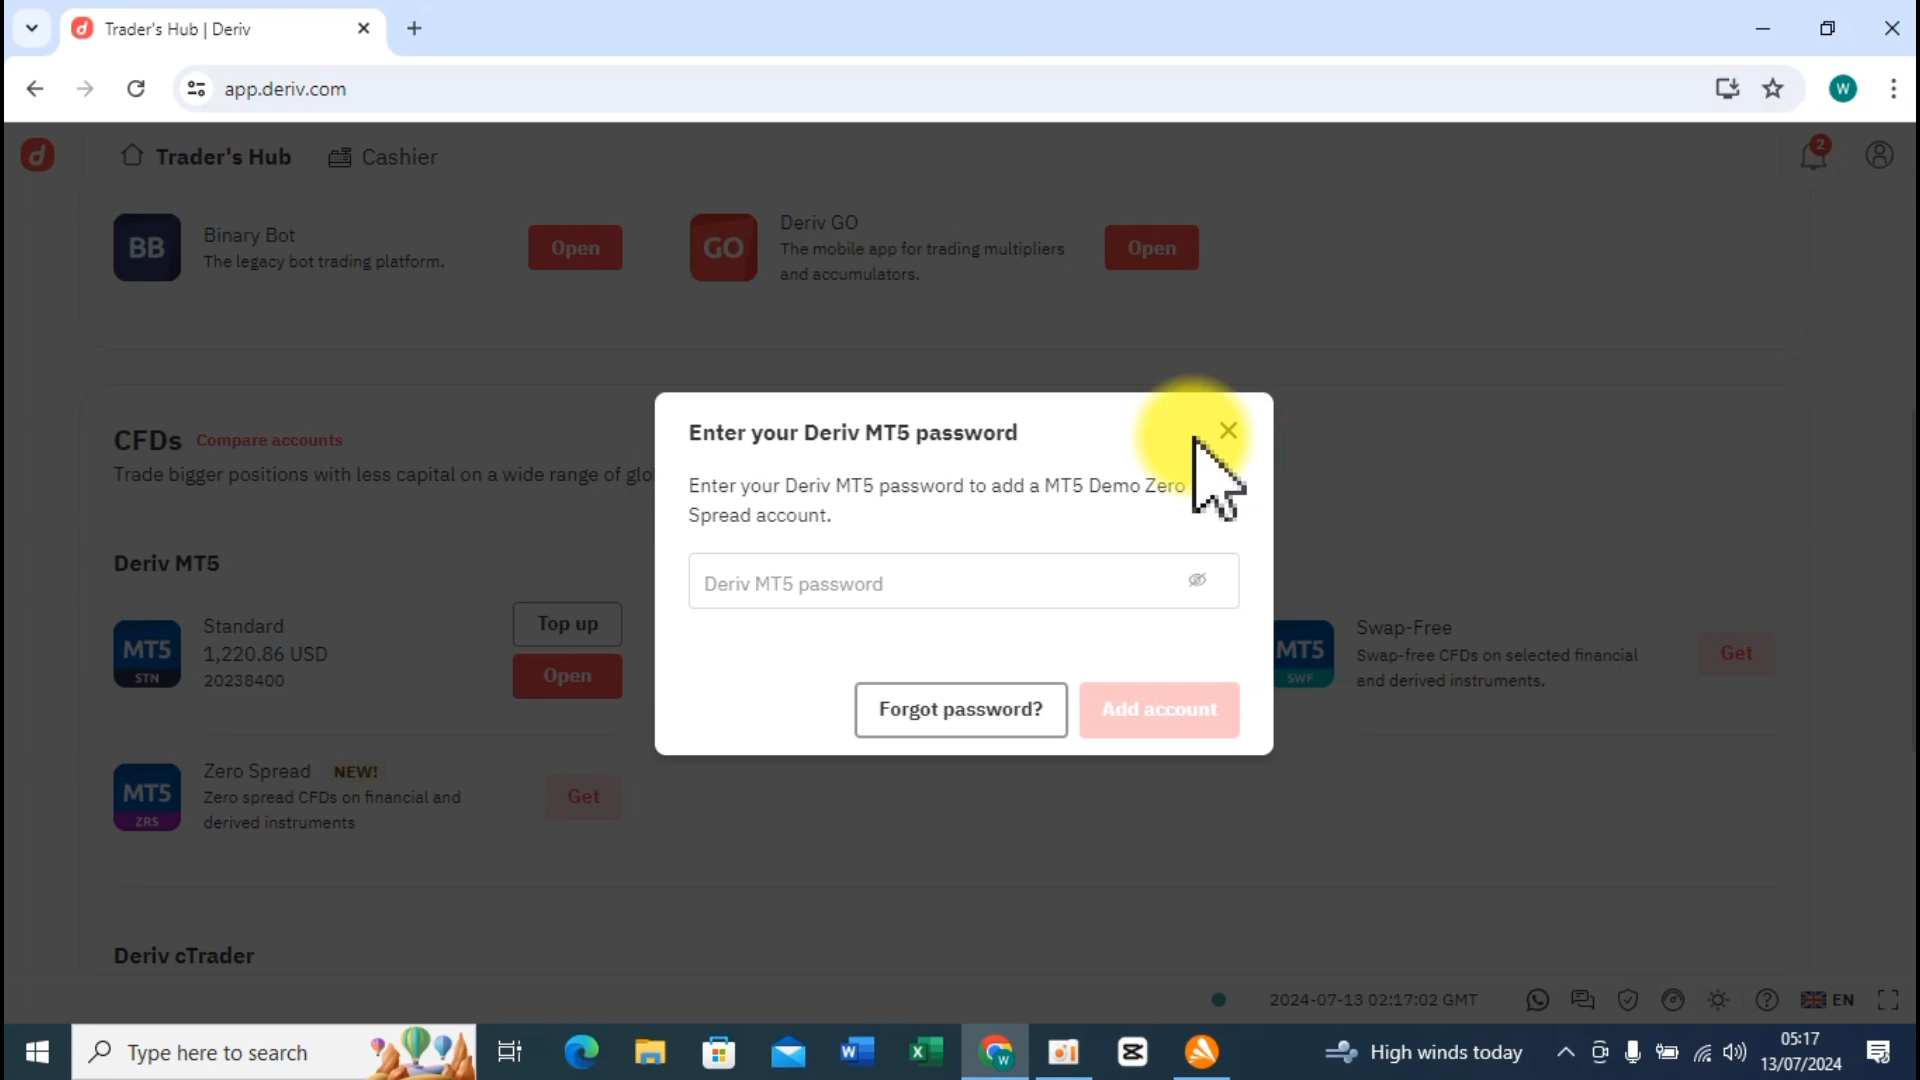 Trader's Hub | Deriv
app.deriv.com
W
Trader's Hub
Cashier
2
BB
Binary Bot
The legacy bot trading platform.
Open
GO
Deriv GO
The mobile app for trading multipliers
and accumulators.
Open
CFDs
Compare accounts
Trade bigger positions with less capital on a wide range of glo
Enter your Deriv MT5 password
Enter your Deriv MT5 password to add a MT5 Demo Zero
Spread account.
Deriv MT5 password
Forgot password?
Add account
Deriv MT5
MT5
STN
Standard
1,220.86 USD
20238400
Top up
Open
MT5
SWF
Swap-Free
Swap-free CFDs on selected financial
and derived instruments.
Get
MT5
ZRS
Zero Spread NEW!
Zero spread CFDs on financial and
derived instruments
Get
Deriv cTrader
2024-07-13 02:17:02 GMT
EN
Type here to search
High winds today
05:17
13/07/2024